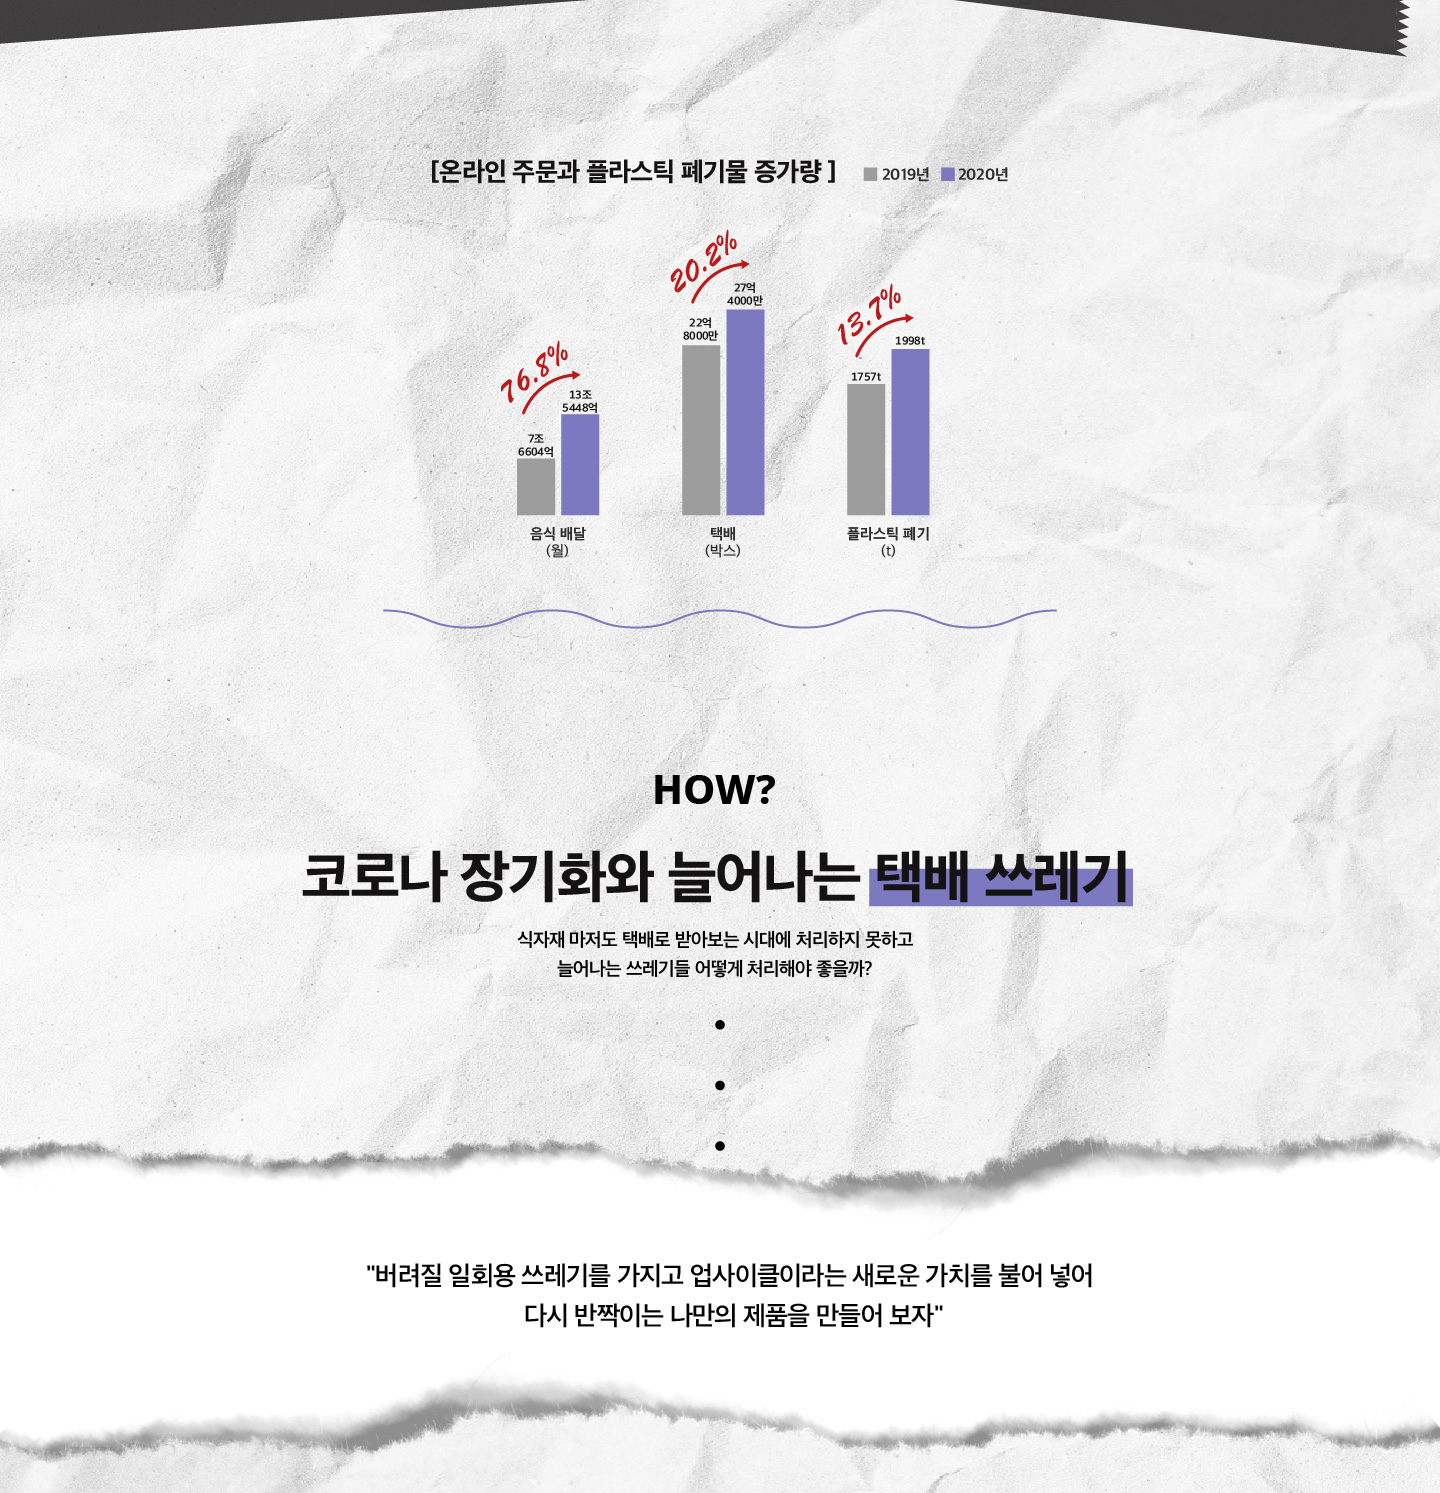 [온라인 주문과 플라스틱 폐기물 증가량 ] 2019년 2020년
76.8%
7조
6604억
13조
5448억
음식 배달
(월)
20.2%
22억
8000만
27억
4000만
택배
(박스)
13.7%
1757t
1998t
플라스틱 폐기
(t)
HOW?
코로나 장기화와 늘어나는 택배 쓰레기
식자재 마저도 택배로 받아보는 시대에 처리하지 못하고
늘어나는 쓰레기들 어떻게 처리해야 좋을까?
"버려질 일회용 쓰레기를 가지고 업사이클이라는 새로운 가치를 불어 넣어
다시 반짝이는 나만의 제품을 만들어 보자"